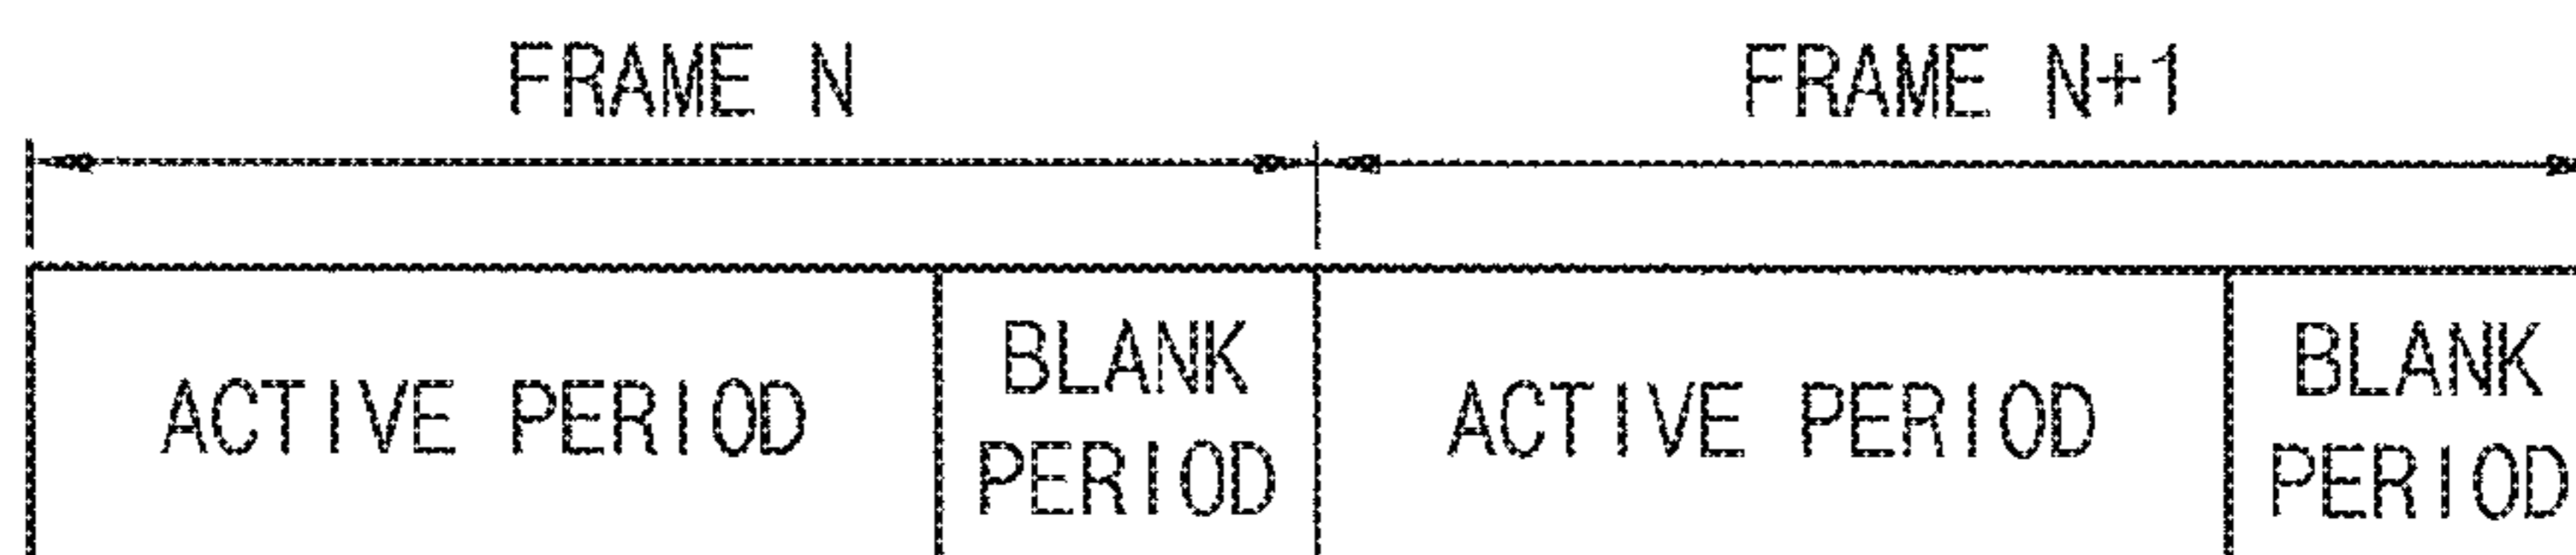 FRAME N
FRAME N+1
ACTIVE PERIOD
BLANK
PERIOD
ACTIVE PERIOD
BLANK
PERIOD